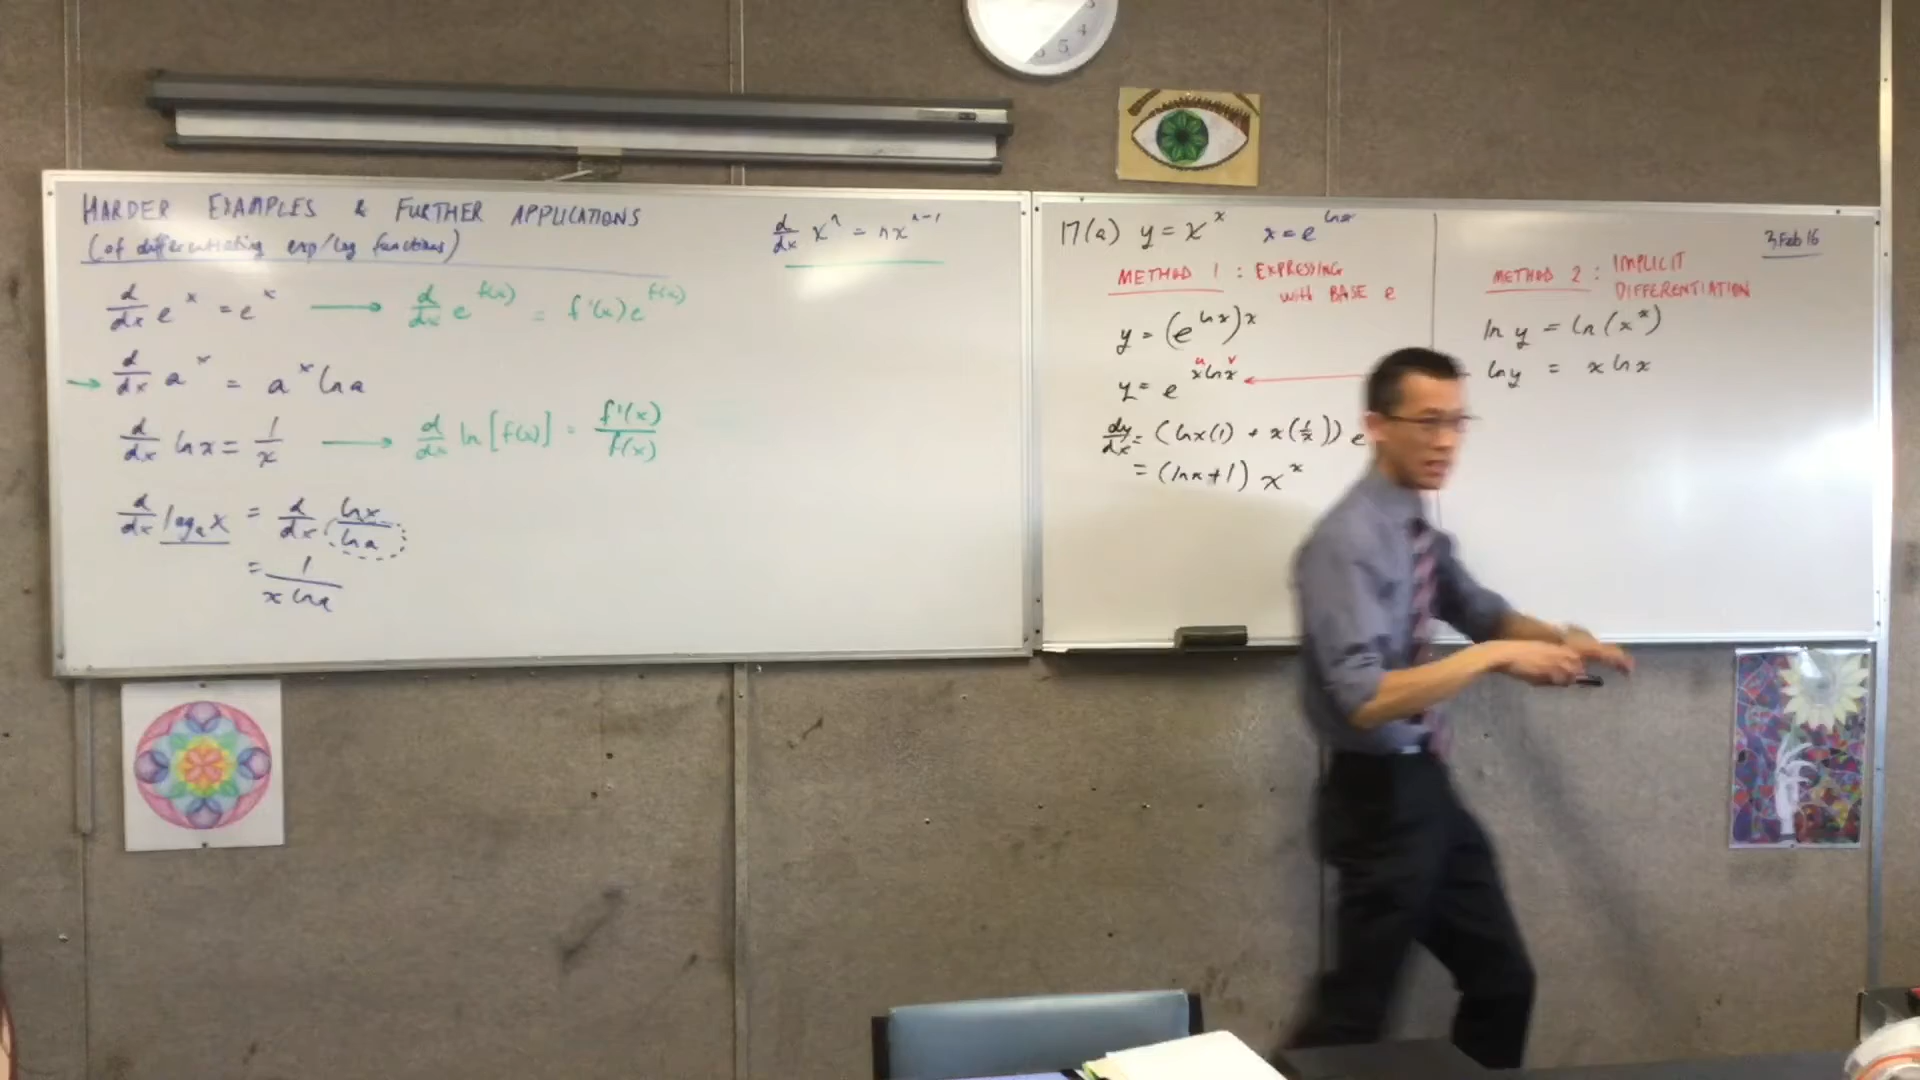 HARDER EXAMPLES & FURTHER APPLICATIONS
(of differentiating exp/log functions)
d/dx x^n = nx^(n-1)
d/dx e^x = e^x ⟶ d/dx e^f(x) = f'(x)e^f(x)
→ d/dx a^x = a^x ln a
d/dx ln x = 1/x ⟶ d/dx ln[f(x)] = f'(x)/f(x)
d/dx log_a x = d/dx ln x/ln a
= 1/(x ln a)
17(a) y = x^x x = e^(ln x)
METHOD 1 : EXPRESSING
with BASE e
y = (e^(ln x))^x
u v
y = e^(x ln x)
dy/dx = (ln x(1) + x(1/x)) e
= (ln x + 1) x^x
3 Feb 16
METHOD 2 : IMPLICIT
DIFFERENTIATION
ln y = ln(x^x)
ln y = x ln x